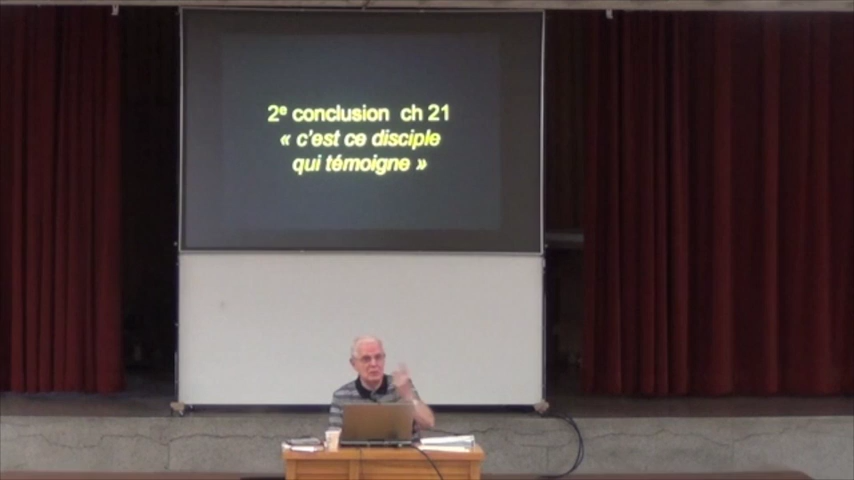 2e conclusion ch 21
« c'est ce disciple
qui témoigne »